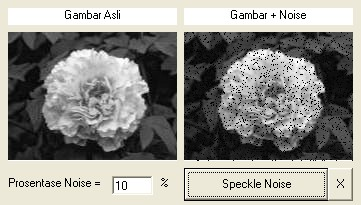 Gambar Asli
Gambar + Noise
Prosentase Noise = 10 %
Speckle Noise
X